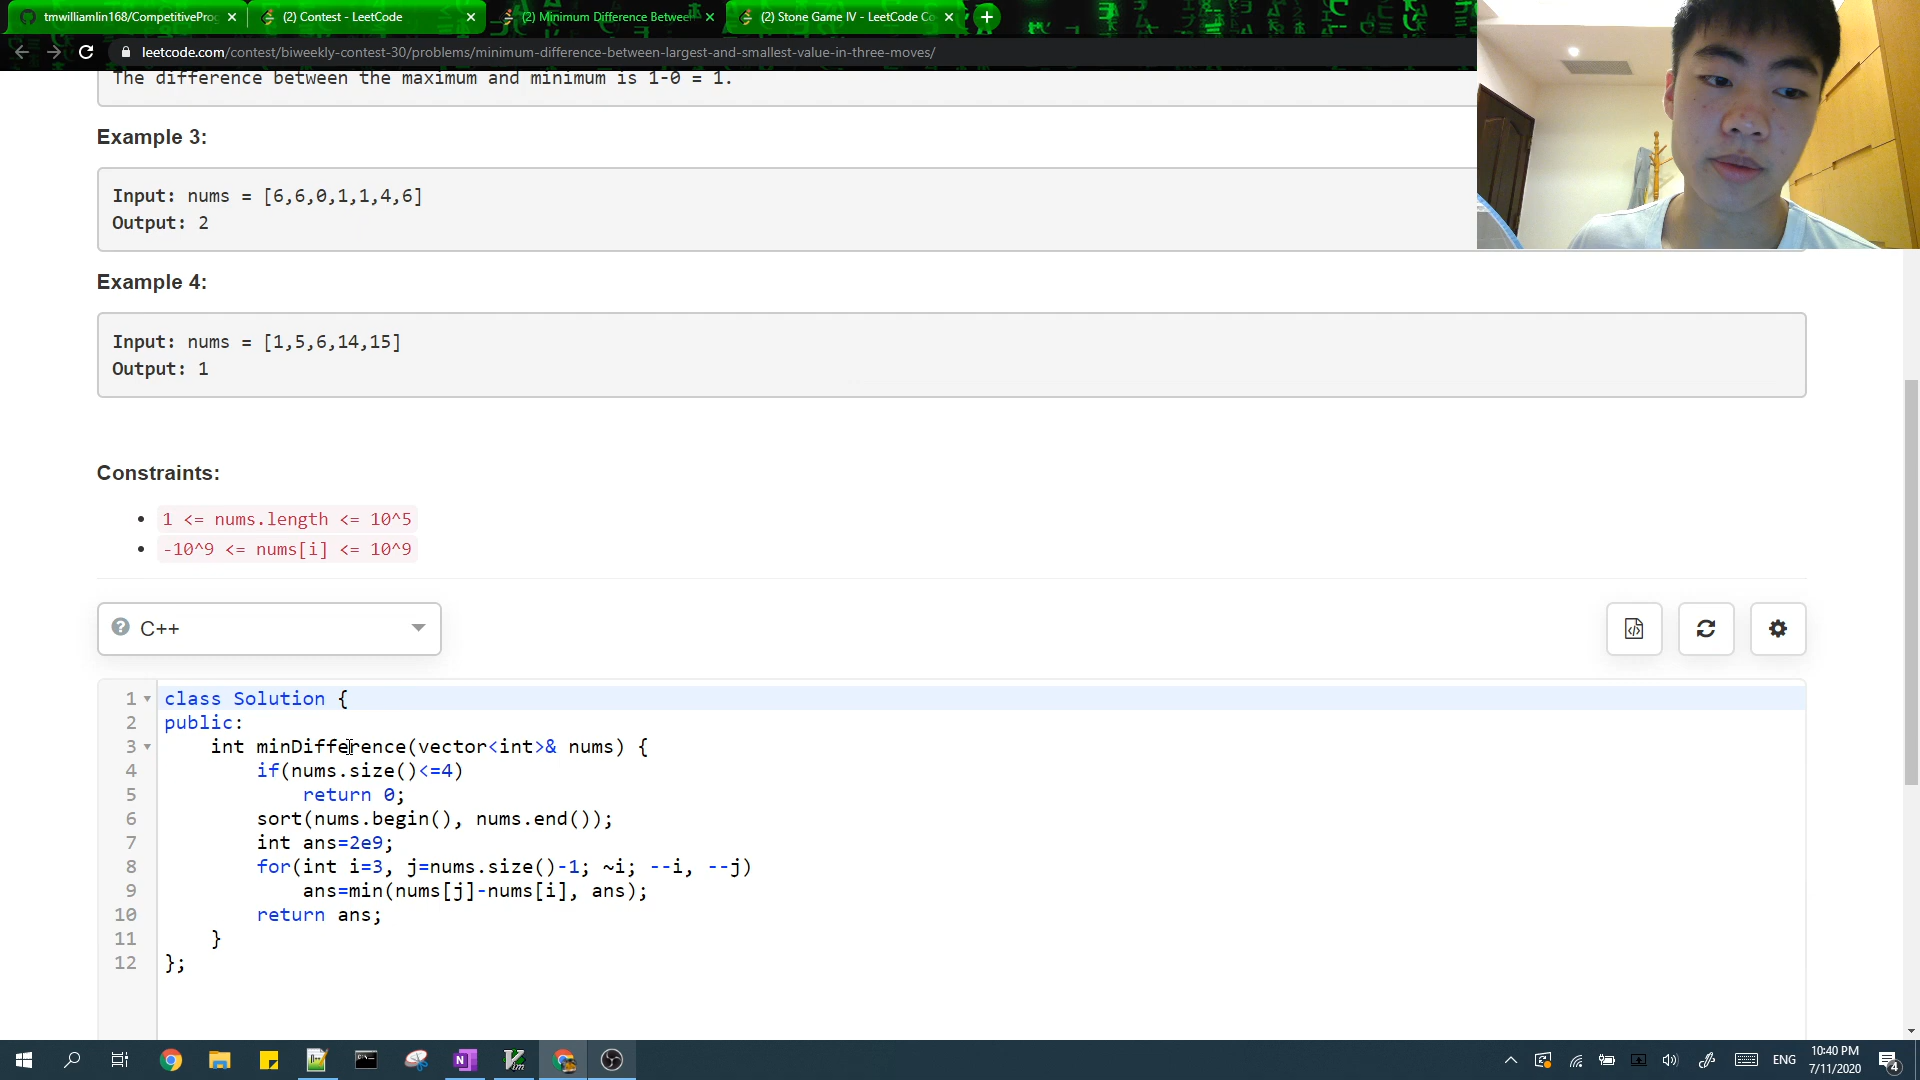 tmwilliamlin168/CompetitiveProg
(2) Contest - LeetCode
(2) Minimum Difference Between
(2) Stone Game IV - LeetCode Co
leetcode.com/contest/biweekly-contest-30/problems/minimum-difference-between-largest-and-smallest-value-in-three-moves/
The difference between the maximum and minimum is 1-0 = 1.
Example 3:
Input: nums = [6,6,0,1,1,4,6]
Output: 2
Example 4:
Input: nums = [1,5,6,14,15]
Output: 1
Constraints:
1 <= nums.length <= 10^5
-10^9 <= nums[i] <= 10^9
C++
1 class Solution {
2 public:
3 int minDifference(vector<int>& nums) {
4 if(nums.size()<=4)
5 return 0;
6 sort(nums.begin(), nums.end());
7 int ans=2e9;
8 for(int i=3, j=nums.size()-1; ~i; --i, --j)
9 ans=min(nums[j]-nums[i], ans);
10 return ans;
11 }
12 };
ENG
10:40 PM
7/11/2020
4